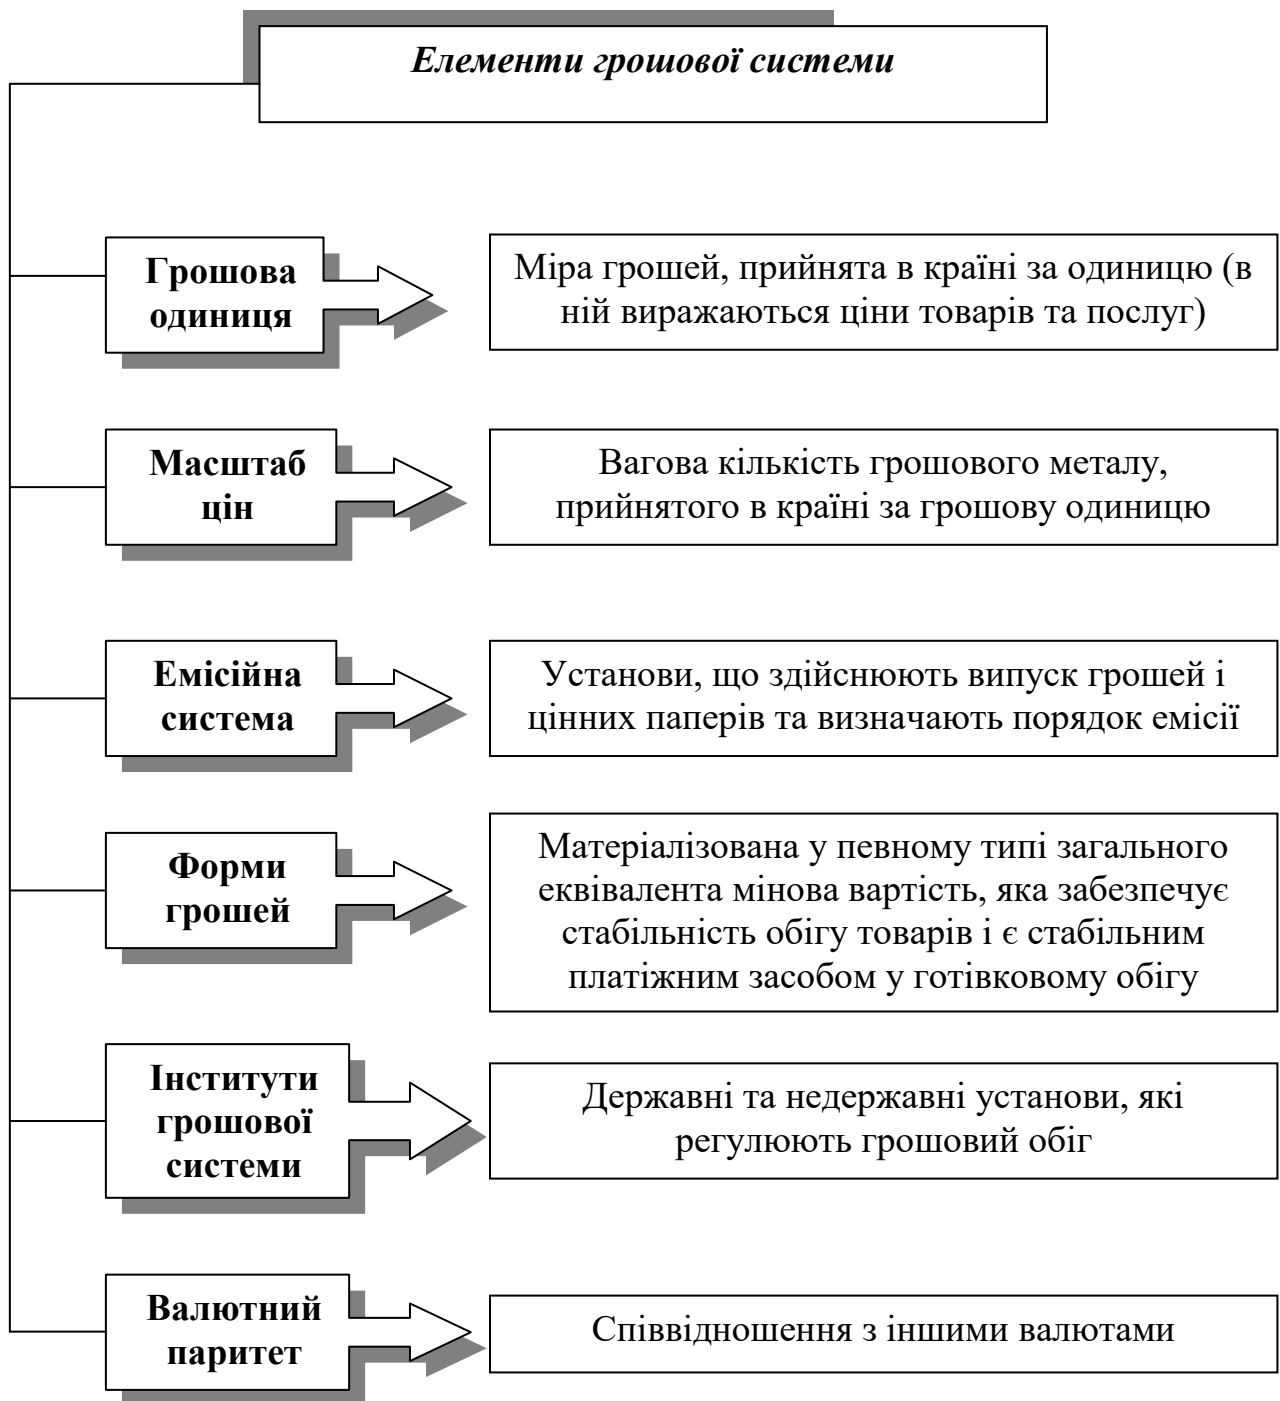 Елементи грошової системи
Грошова
одиниця
Міра грошей, прийнята в країні за одиницю (в
ній виражаються ціни товарів та послуг)
Масштаб
цін
Вагова кількість грошового металу,
прийнятого в країні за грошову одиницю
Емісійна
система
Установи, що здійснюють випуск грошей і
цінних паперів та визначають порядок емісії
Форми
грошей
Матеріалізована у певному типі загального
еквівалента мінова вартість, яка забезпечує
стабільність обігу товарів і є стабільним
платіжним засобом у готівковому обігу
Інститути
грошової
системи
Державні та недержавні установи, які
регулюють грошовий обіг
Валютний
паритет
Співвідношення з іншими валютами